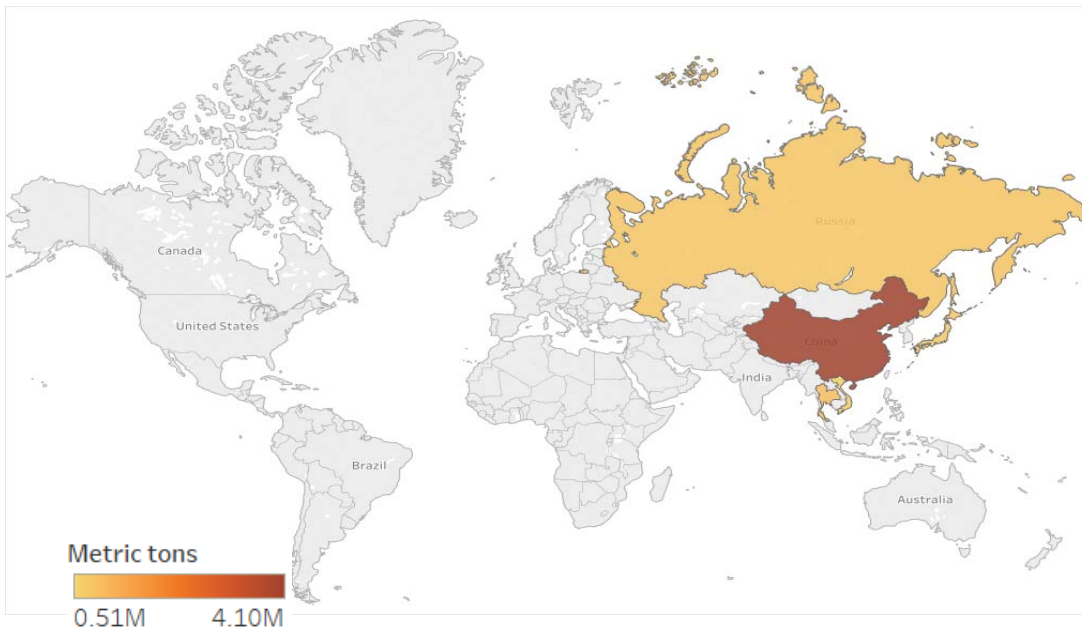 Russia
Canada
United States
China
India
Brazil
Australia
Metric tons
0.51M 4.10M